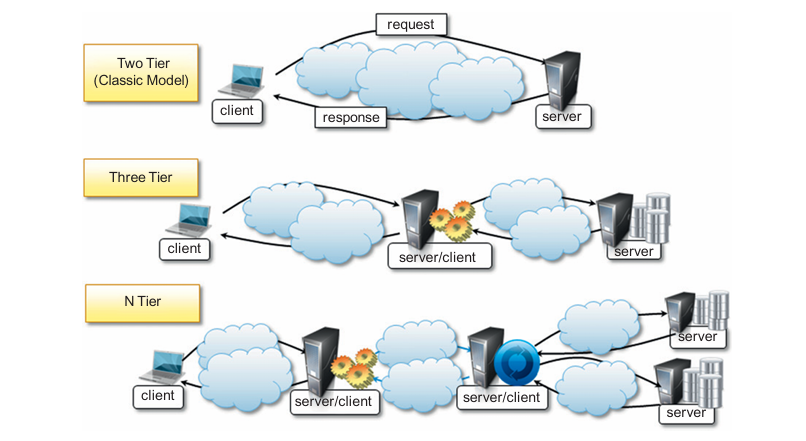 request
Two Tier
(Classic Model)
client
response
server
Three Tier
client
server/client
server
N Tier
server
client
server/client
server/client
server